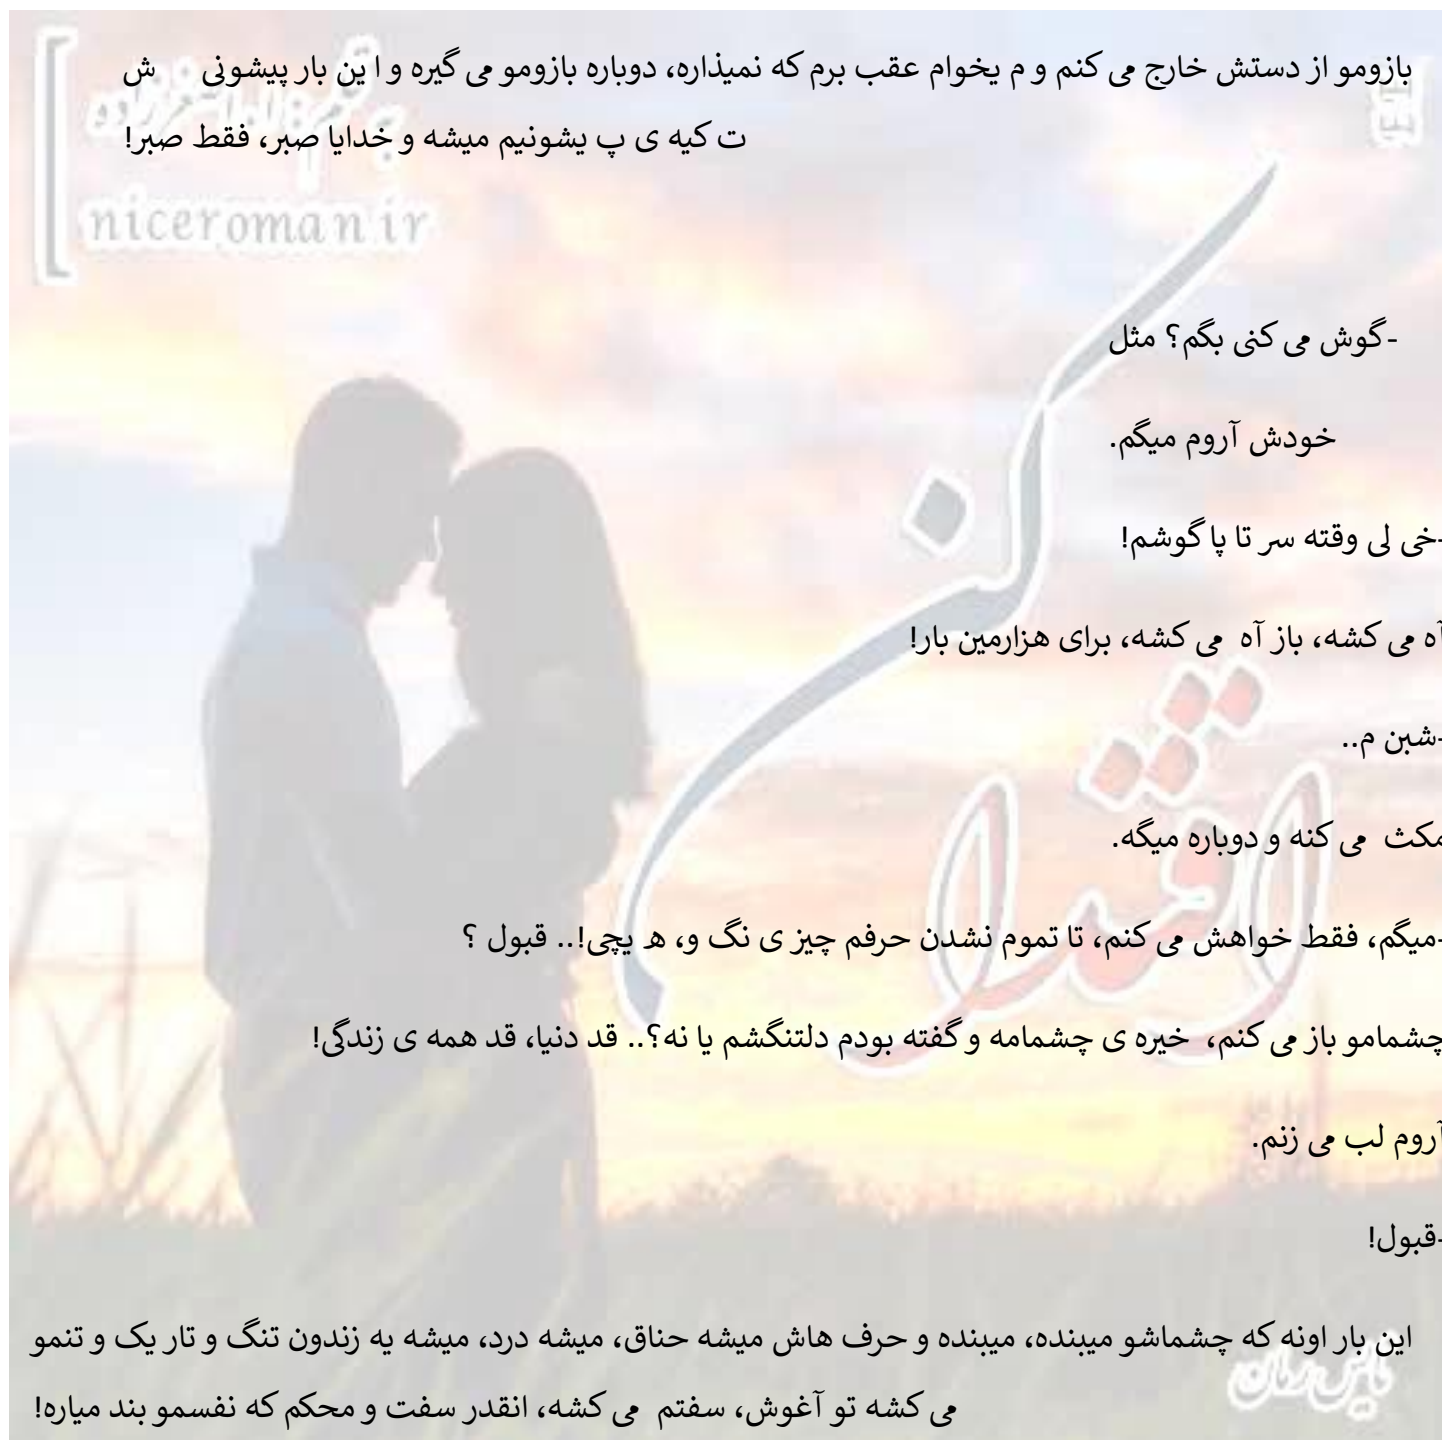 بازومو از دستش خارج می کنم و م یخوام عقب برم که نمیذاره، دوباره بازومو می گیره و ا ین بار پیشونی ش
ت کیه ی پ یشونیم میشه و خدایا صبر، فقط صبر!
niceroman.ir
-گوش می کنی بگم؟ مثل
خودش آروم میگم.
-خی لی وقته سر تا پا گوشم!
آه می کشه، باز آه می کشه، برای هزارمین بار!
-شبن م..
مکث می کنه و دوباره میگه.
-میگم، فقط خواهش می کنم، تا تموم نشدن حرفم چیز ی نگ و، ه یچی!.. قبول ؟
چشمامو باز می کنم، خیره ی چشمامه و گفته بودم دلتنگشم یا نه؟.. قد دنیا، قد همه ی زندگی!
آروم لب می زنم.
-قبول!
این بار اونه که چشماشو میبنده، میبنده و حرف هاش میشه حناق، میشه درد، میشه یه زندون تنگ و تار یک و تنمو
می کشه تو آغوش، سفتم می کشه، انقدر سفت و محکم که نفسمو بند میاره!
اقتدا
کن
نایس رمان